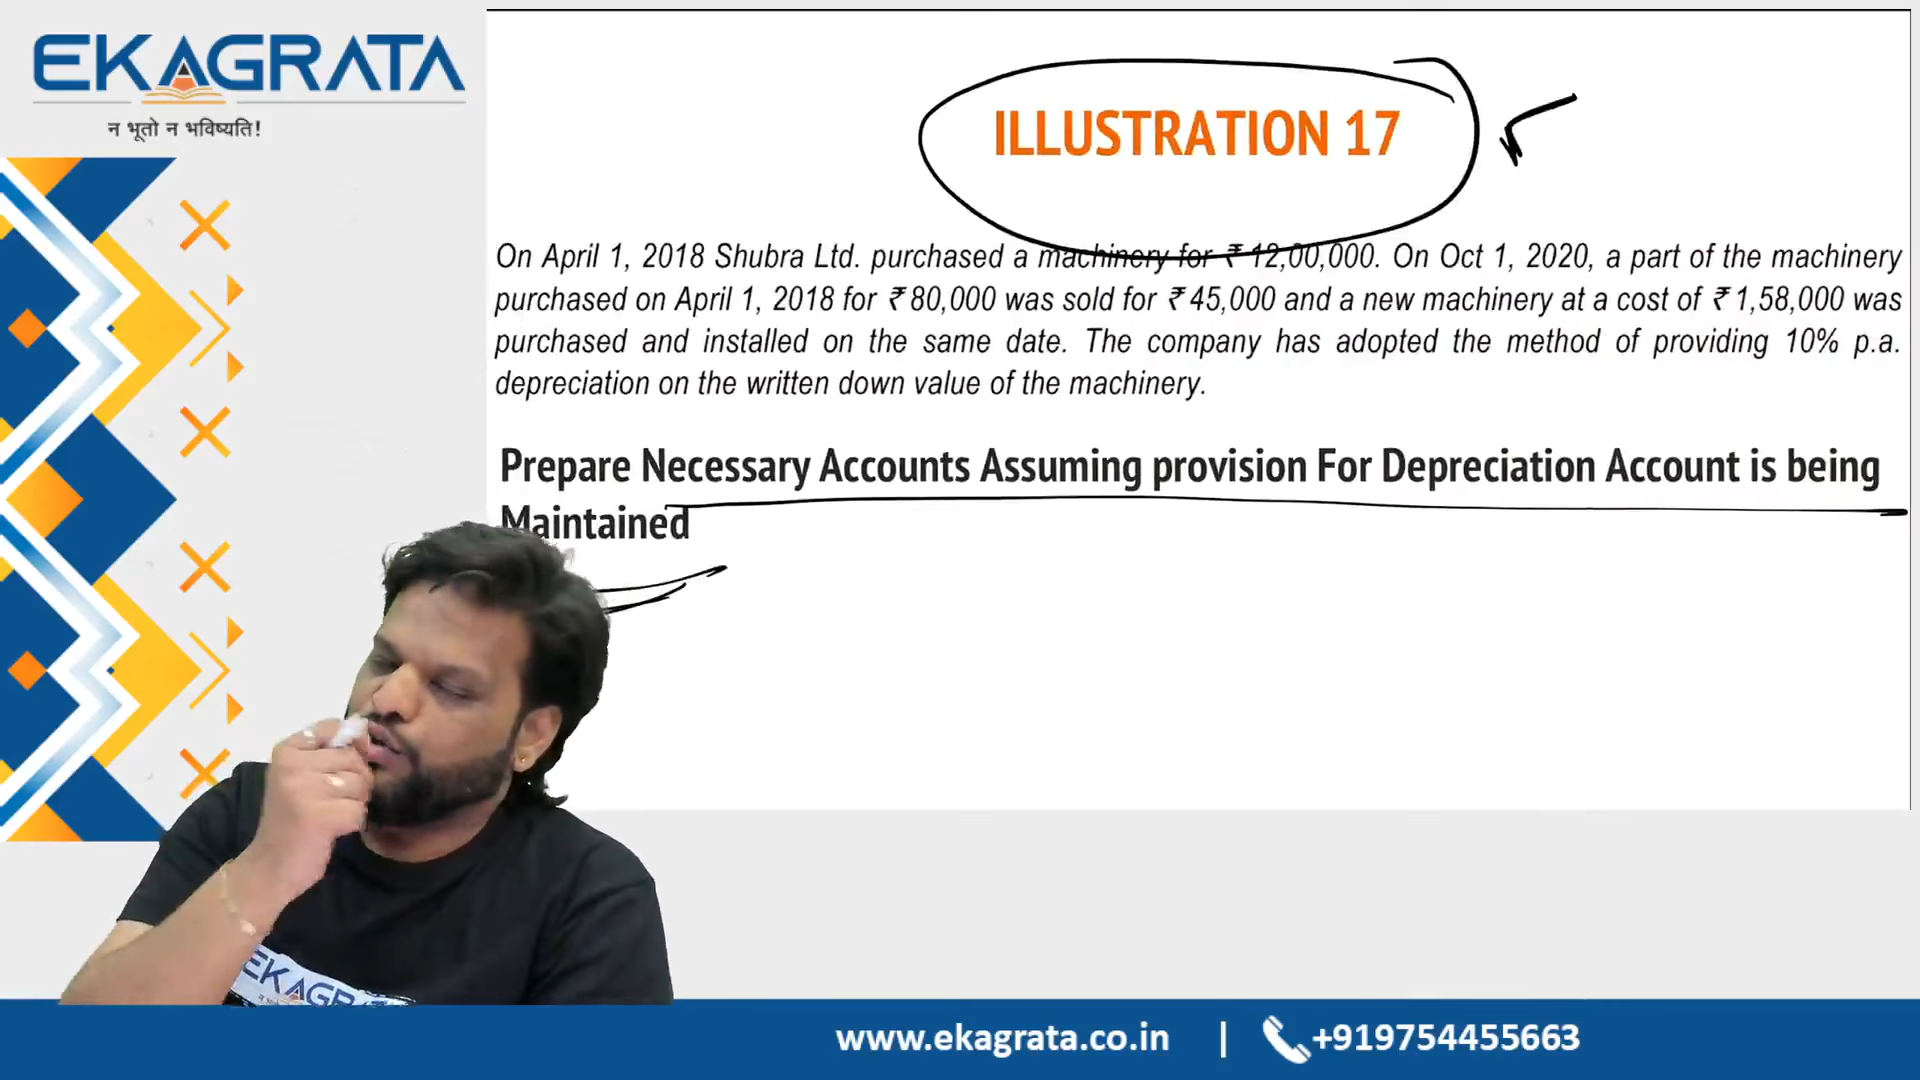 EKAGRATA
न भूतो न भविष्यति!
ILLUSTRATION 17
On April 1, 2018 Shubra Ltd. purchased a machinery for ₹ 12,00,000. On Oct 1, 2020, a part of the machinery
purchased on April 1, 2018 for ₹ 80,000 was sold for ₹ 45,000 and a new machinery at a cost of ₹ 1,58,000 was
purchased and installed on the same date. The company has adopted the method of providing 10% p.a.
depreciation on the written down value of the machinery.
Prepare Necessary Accounts Assuming provision For Depreciation Account is being
Maintained
EKAGRATA
www.ekagrata.co.in | +919754455663